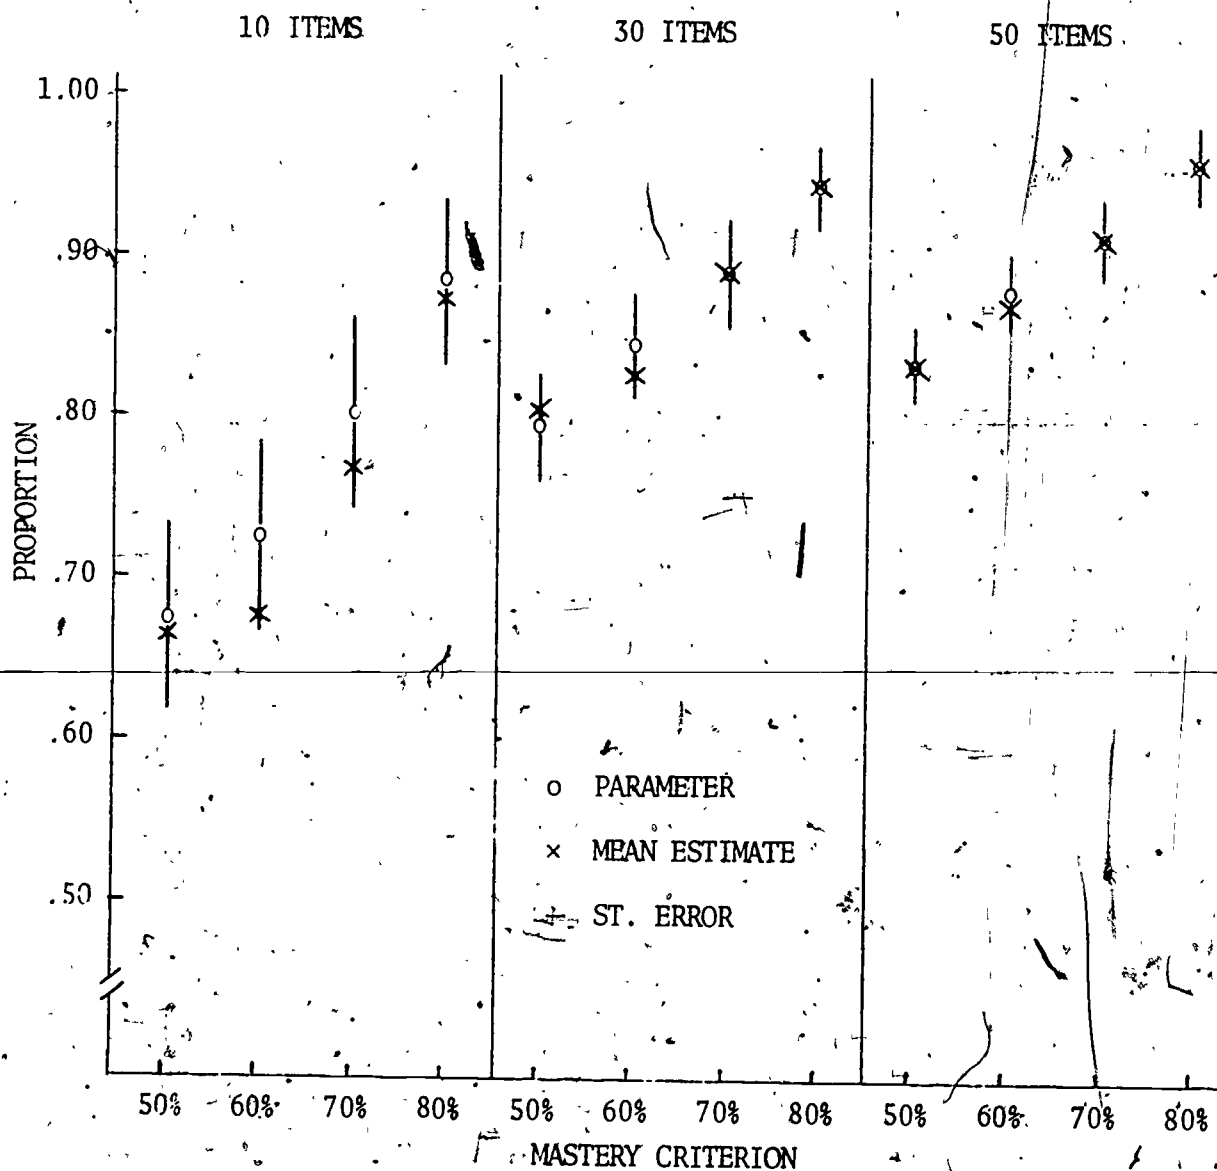 10 ITEMS 30 ITEMS 50 ITEMS
1.00
.90
.80
.70
.60
.50
PROPORTION
o PARAMETER
x MEAN ESTIMATE
+ ST. ERROR
50% 60% 70% 80% 50% 60% 70% 80% 50% 60% 70% 80%
MASTERY CRITERION